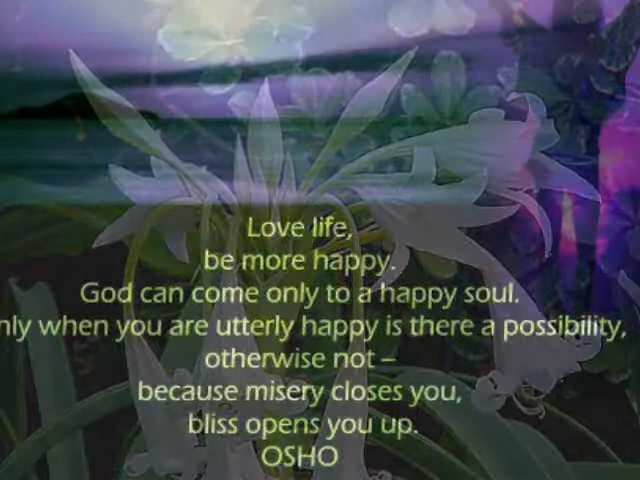 Love life,
be more happy.
God can come only to a happy soul.
nly when you are utterly happy is there a possibility,
otherwise not –
because misery closes you,
bliss opens you up.
OSHO